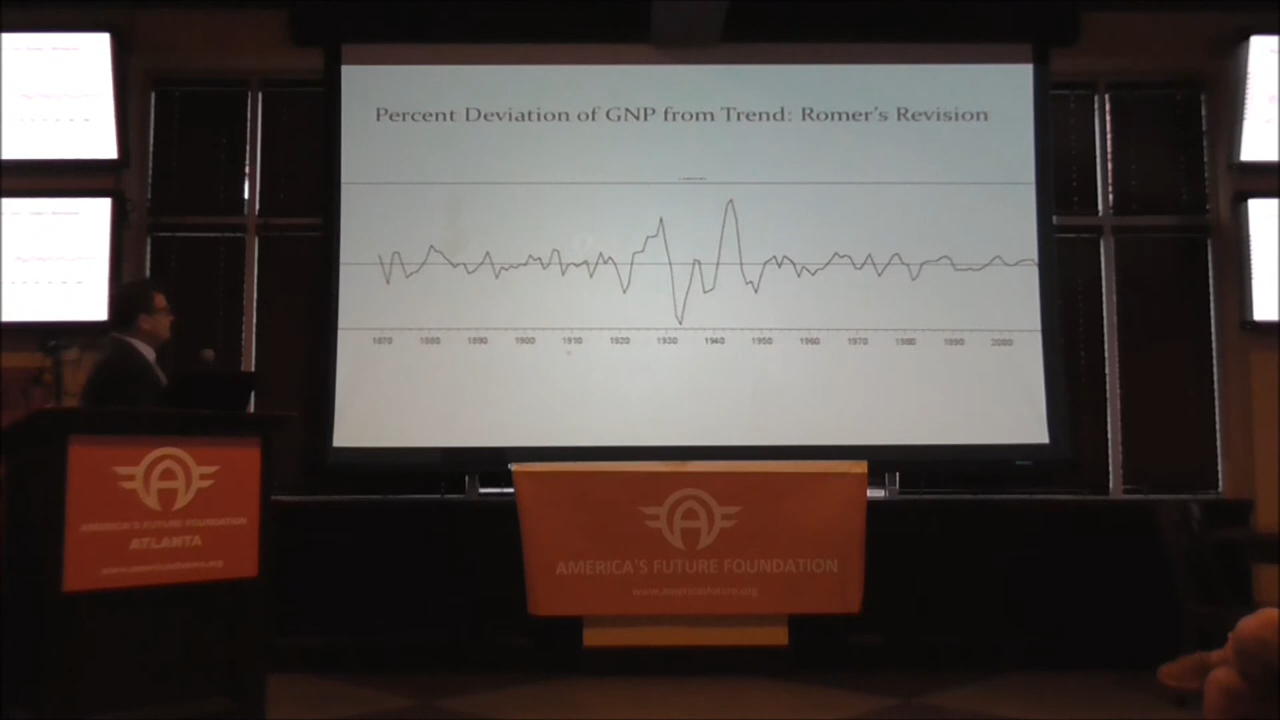 Percent Deviation of GNP from Trend: Romer's Revision
1870 1880 1890 1900 1910 1920 1930 1940 1950 1960 1970 1980 1990 2000
AMERICA'S FUTURE FOUNDATION
ATLANTA
www.americasfuture.org
A
AMERICA'S FUTURE FOUNDATION
www.americasfuture.org
A